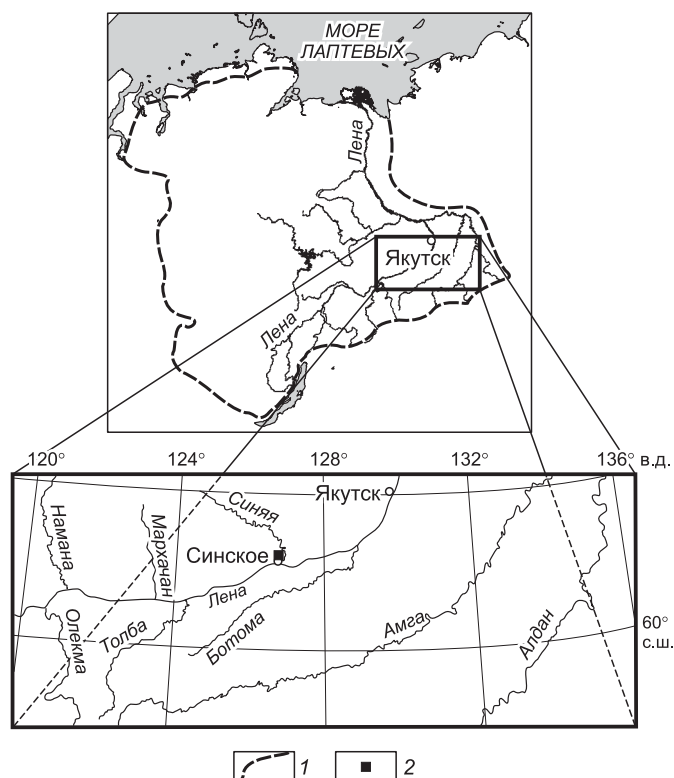 МОРЕ
ЛАПТЕВЫХ
Лена
Якутск
Лена
120°
124°
128°
132°
136° в.д.
Намана
Мархачан
Синяя
Якутск
Синское
Лена
60°
с.ш.
Олекма
Толба
Ботома
Амга
Алдан
1
2